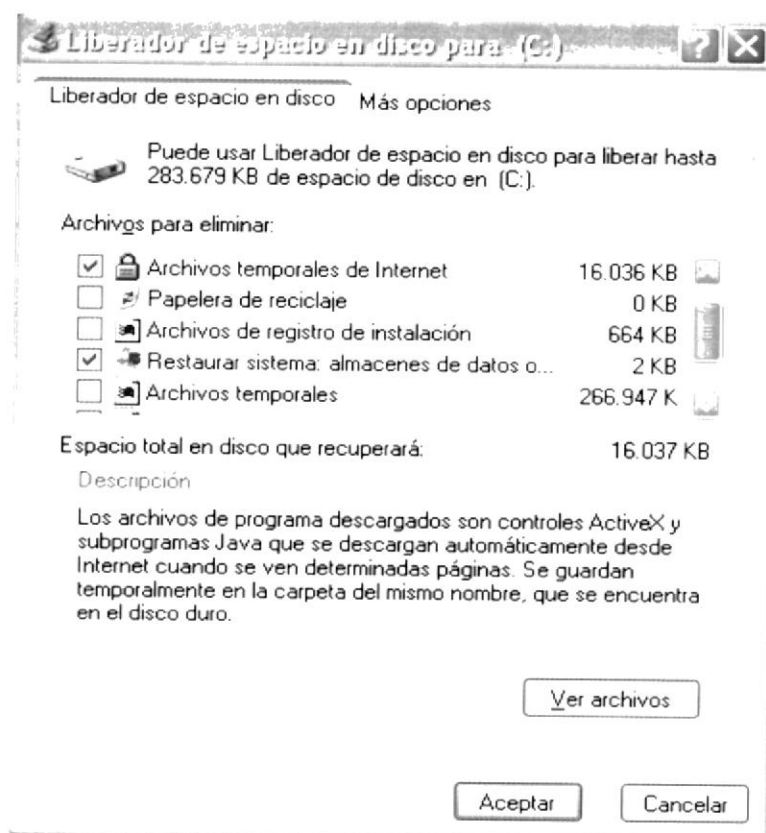 Liberador de espacio en disco para (C:)
Liberador de espacio en disco Más opciones
Puede usar Liberador de espacio en disco para liberar hasta
283.679 KB de espacio de disco en (C:).
Archivos para eliminar:
Archivos temporales de Internet 16.036 KB
Papelera de reciclaje 0 KB
Archivos de registro de instalación 664 KB
Restaurar sistema: almacenes de datos o... 2 KB
Archivos temporales 266.947 K
Espacio total en disco que recuperará: 16.037 KB
Descripción
Los archivos de programa descargados son controles ActiveX y
subprogramas Java que se descargan automáticamente desde
Internet cuando se ven determinadas páginas. Se guardan
temporalmente en la carpeta del mismo nombre, que se encuentra
en el disco duro.
Ver archivos
Aceptar Cancelar